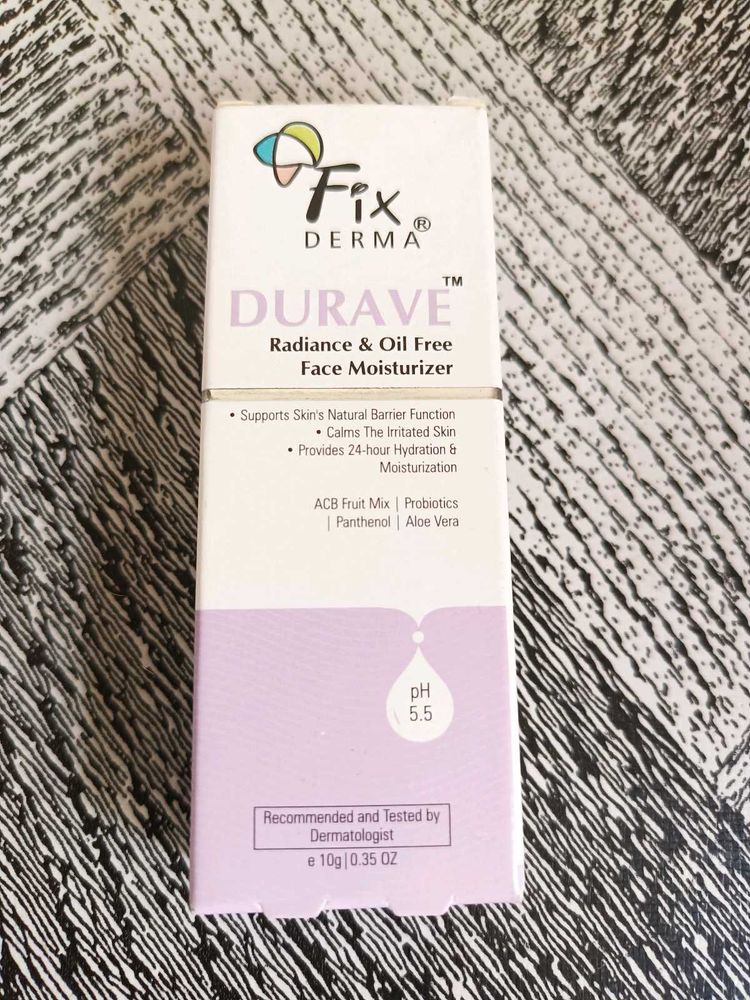 Fix
DERMA®
DURAVE™
Radiance & Oil Free
Face Moisturizer
• Supports Skin's Natural Barrier Function
• Calms The Irritated Skin
• Provides 24-hour Hydration &
Moisturization
ACB Fruit Mix | Probiotics
| Panthenol | Aloe Vera
pH
5.5
Recommended and Tested by
Dermatologist
e 10g | 0.35 OZ